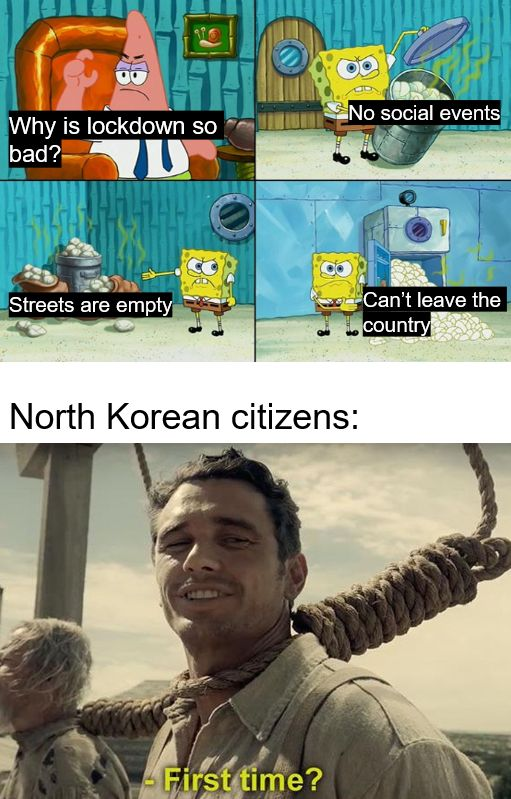 Why is lockdown so
bad?
No social events
Streets are empty
Can't leave the
country
North Korean citizens:
- First time?